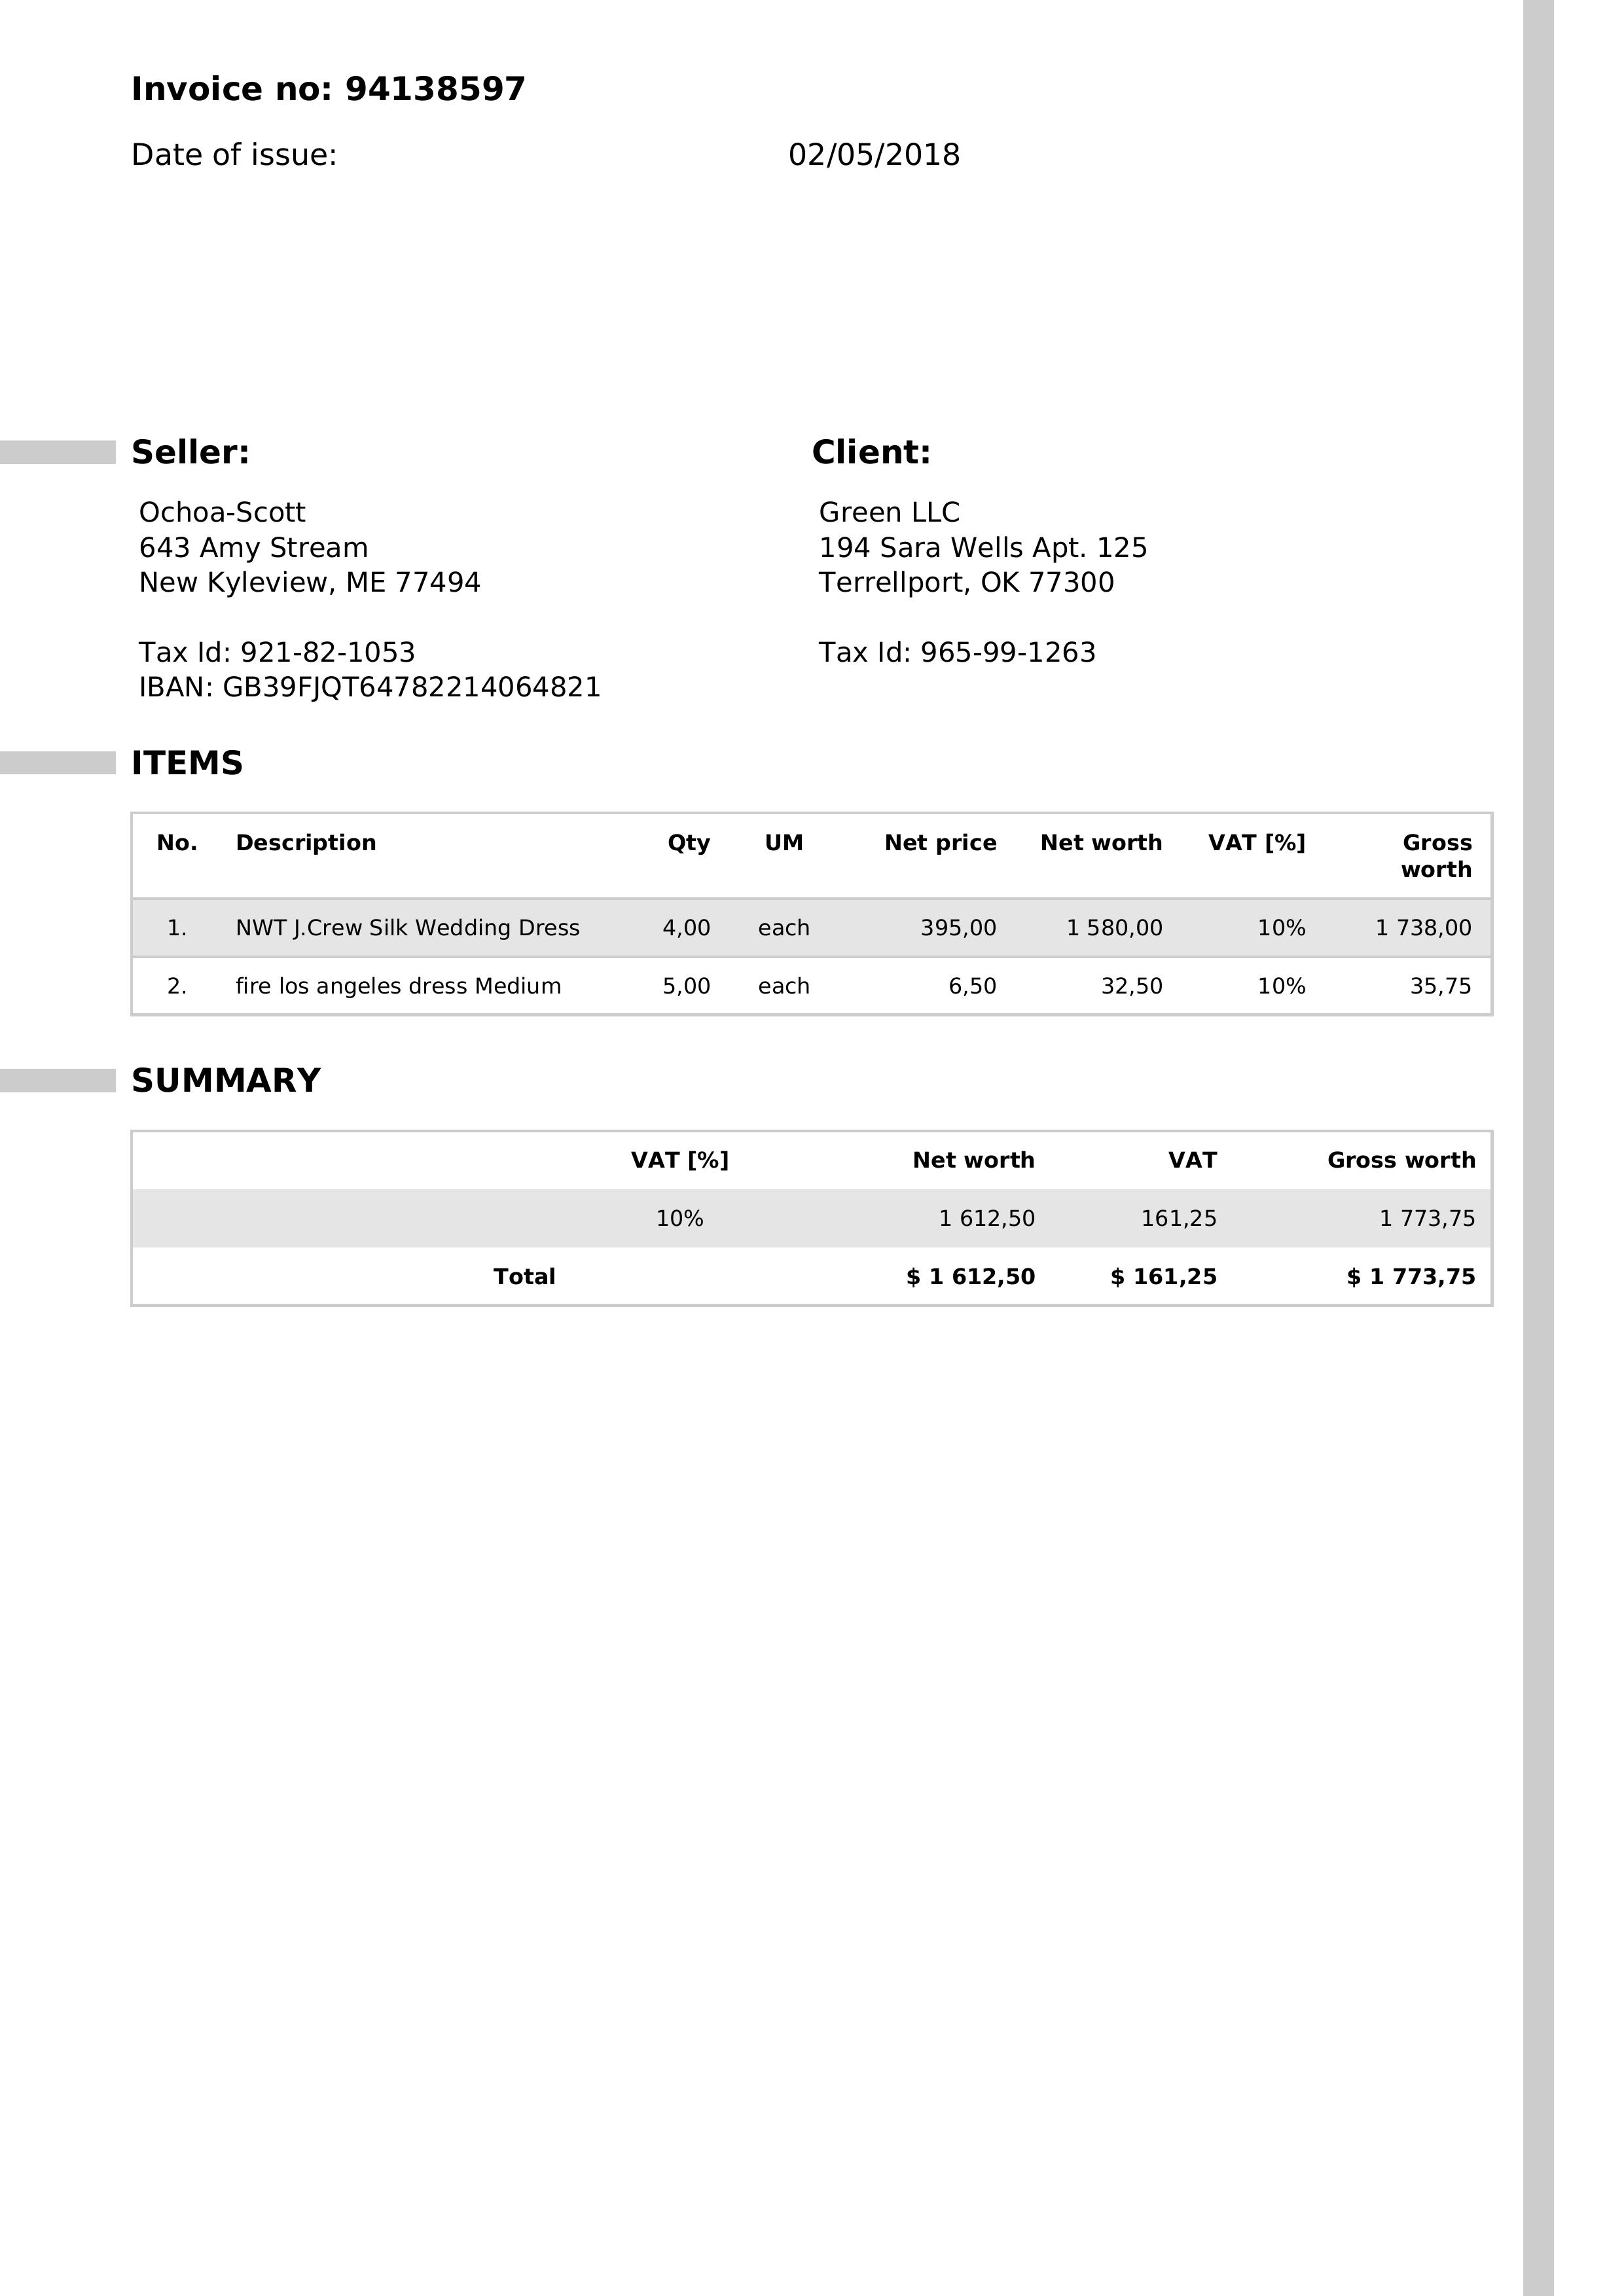 Invoice no: 94138597
Date of issue: 02/05/2018
Seller:
Ochoa-Scott
643 Amy Stream
New Kyleview, ME 77494
Tax Id: 921-82-1053
IBAN: GB39FJQT64782214064821
Client:
Green LLC
194 Sara Wells Apt. 125
Terrellport, OK 77300
Tax Id: 965-99-1263
ITEMS
No. Description Qty UM Net price Net worth VAT [%] Gross
worth
1. NWT J.Crew Silk Wedding Dress 4,00 each 395,00 1 580,00 10% 1 738,00
2. fire los angeles dress Medium 5,00 each 6,50 32,50 10% 35,75
SUMMARY
VAT [%] Net worth VAT Gross worth
10% 1 612,50 161,25 1 773,75
Total $ 1 612,50 $ 161,25 $ 1 773,75